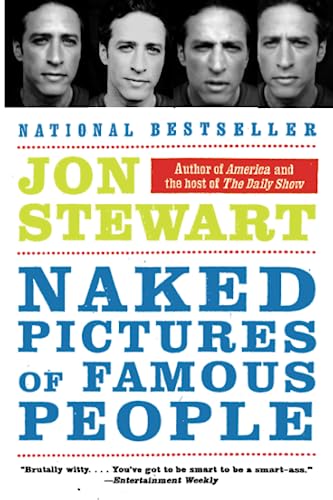 NATIONAL BESTSELLER
JON
STEWART
Author of America and
the host of The Daily Show
NAKED
PICTURES
OF FAMOUS
PEOPLE
"Brutally witty. . . . You've got to be smart to be a smart-ass."
—Entertainment Weekly